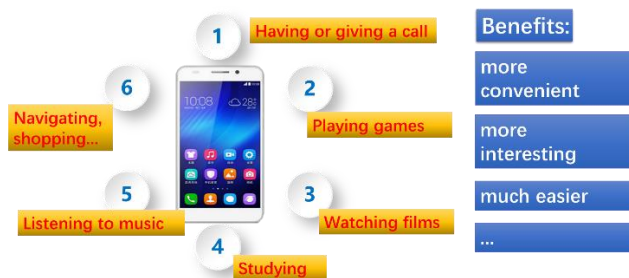 1
Having or giving a call
Benefits:
6
2
more
convenient
10:08
28
Navigating,
shopping...
Playing games
more
interesting
5
3
much easier
Listening to music
Watching films
4
...
Studying